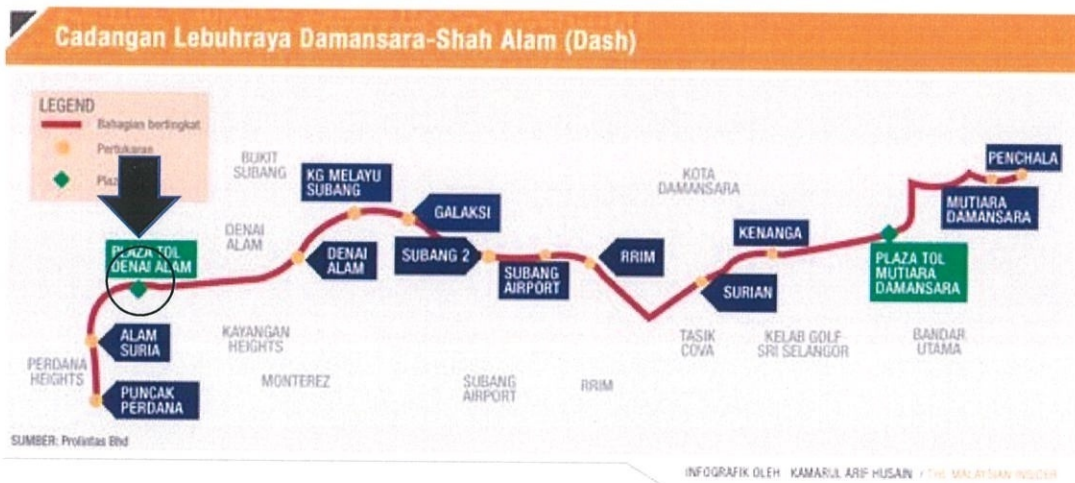 Cadangan Lebuhraya Damansara-Shah Alam (Dash)
LEGEND
Bahagian bertingkat
Pertukaran
BUKIT
SUBANG
KG MELAYU
SUBANG
GALAKSI
DENAI
ALAM
DENAI
ALAM
SUBANG 2
SUBANG
AIRPORT
RRIM
KOTA
DAMANSARA
KENANGA
SURIAN
PENCHALA
MUTIARA
DAMANSARA
PLAZA TOL
MUTIARA
DAMANSARA
PLAZA TOL
DENAI ALAM
ALAM
SURIA
PERDANA
HEIGHTS
PUNCAK
PERDANA
KAYANGAN
HEIGHTS
MONTEREZ
SUBANG
AIRPORT
RRIM
TASIK
COVA
KELAB GOLF
SRI SELANGOR
BANDAR
UTAMA
SUMBER: Prolintas Bhd
INFOGRAFIK OLEH KAMARUL ARIF HUSAIN / THE MALAYSIAN INSIDER